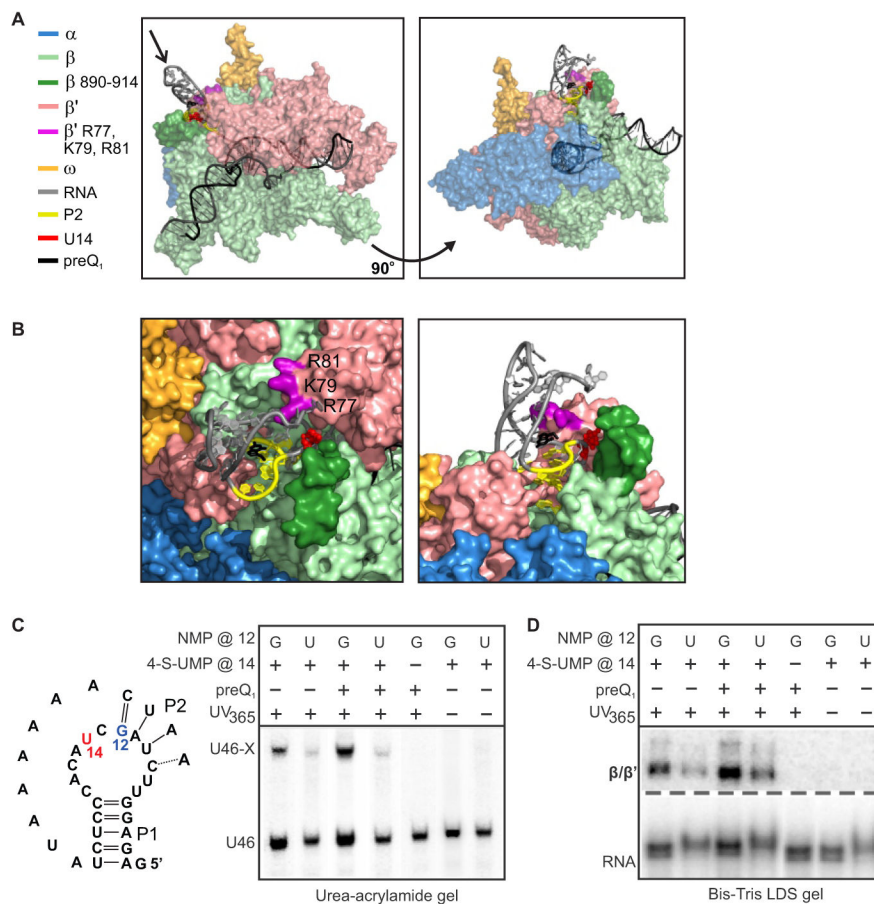 A
α
β
β 890-914
β'
β' R77,
K79, R81
ω
RNA
P2
U14
preQ₁
90°
B
R81
K79
R77
C
NMP @ 12 G U G U G G U
4-S-UMP @ 14 + + + + – + +
preQ₁ – – + + + – –
UV₃₆₅ + + + + + – –
U46-X
U46
Urea-acrylamide gel
A A C
A U P2
A U C G A A
14 12 U
A A C A
A C U
A C G
A C G
U C A P1
U G
A U C A G 5'
D
NMP @ 12 G U G U G G U
4-S-UMP @ 14 + + + + – + +
preQ₁ – – + + + – –
UV₃₆₅ + + + + + – –
β/β'
RNA
Bis-Tris LDS gel